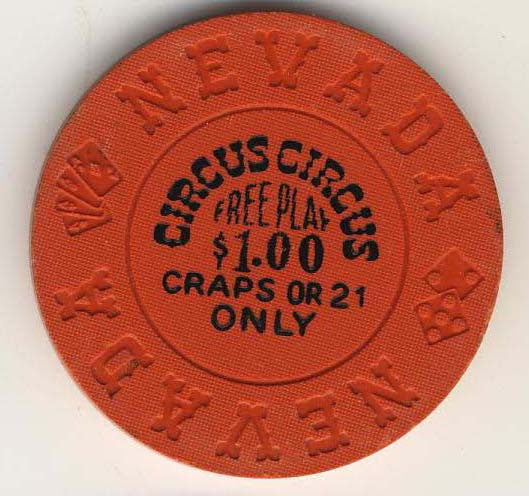 NEVADA
CIRCUS CIRCUS
FREE PLAY
$1.00
CRAPS OR 21
ONLY
NEVADA